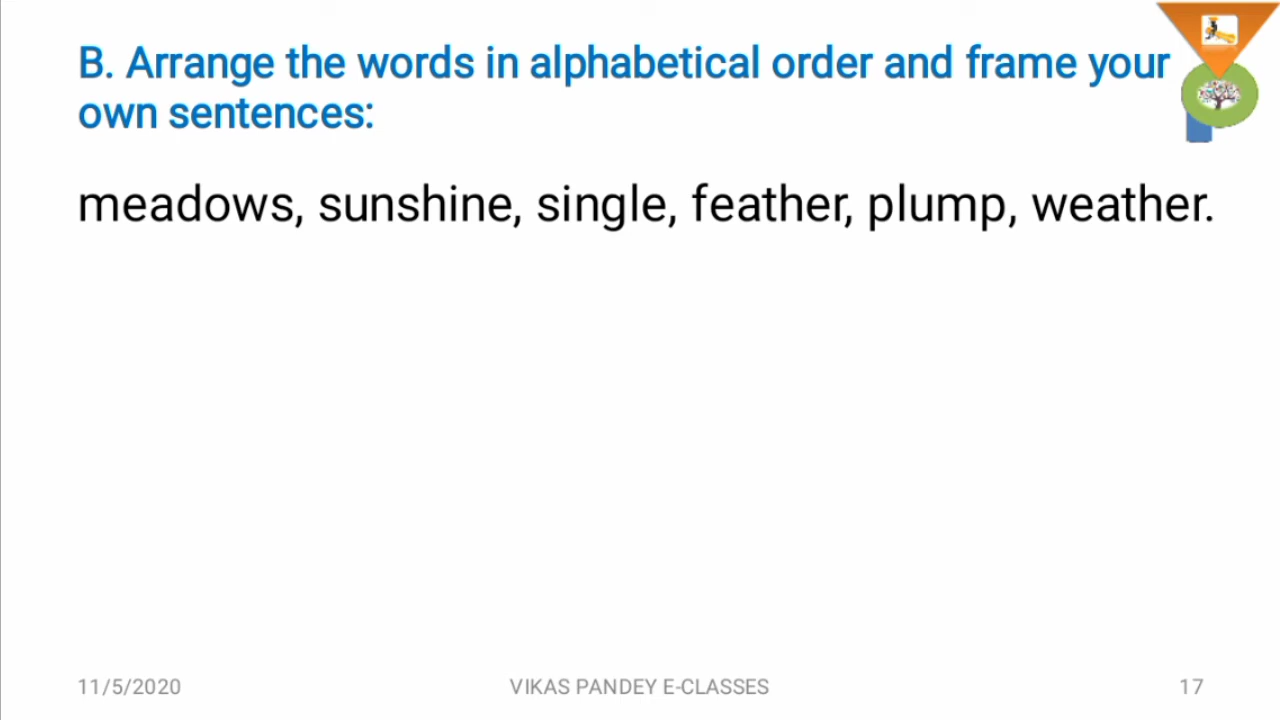 B. Arrange the words in alphabetical order and frame your
own sentences:
meadows, sunshine, single, feather, plump, weather.
11/5/2020
VIKAS PANDEY E-CLASSES
17